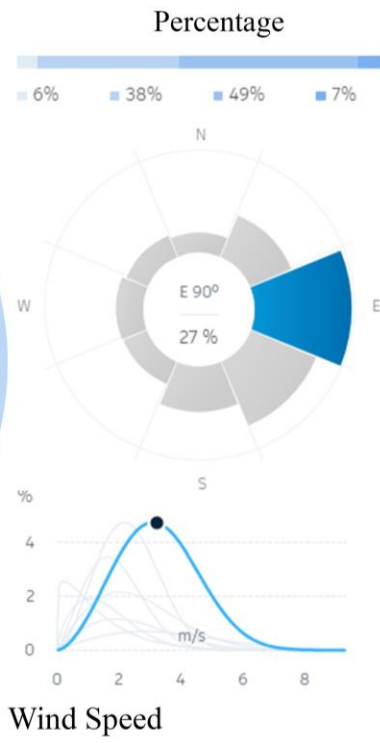 Percentage
6% 38% 49% 7%
N
W E 90° E
27 %
S
%
4
2
m/s
0
0 2 4 6 8
Wind Speed